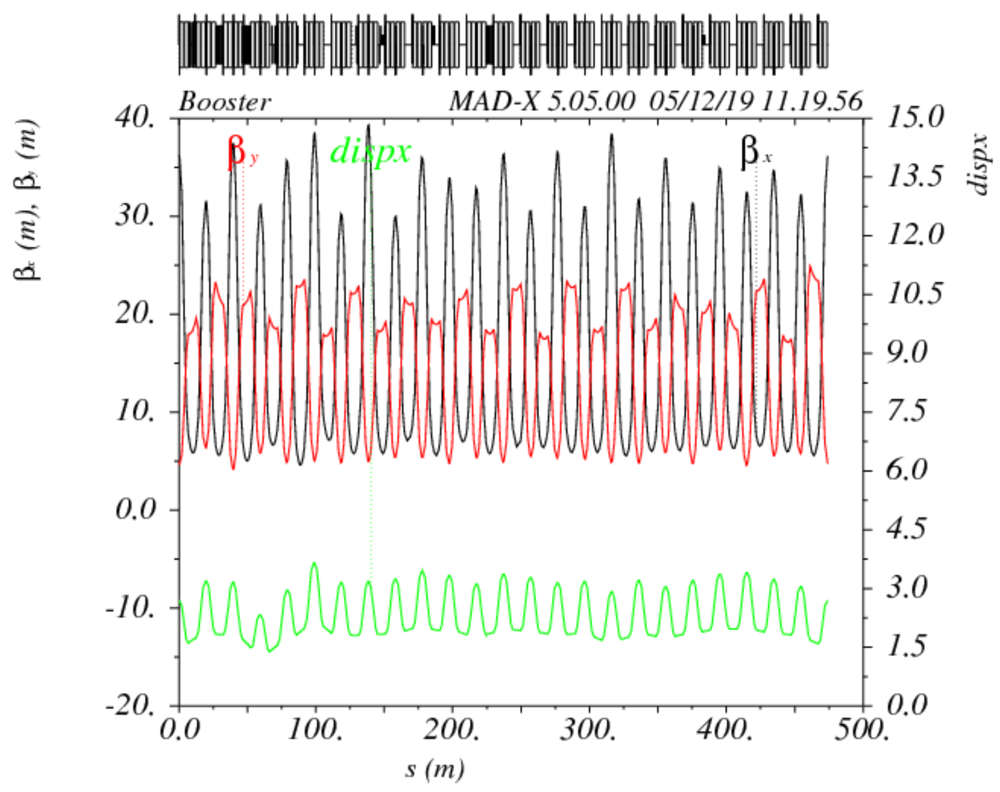 Booster MAD-X 5.05.00 05/12/19 11.19.56
βx (m), βy (m)
dispx
βy
dispx
βx
40.
30.
20.
10.
0.0
-10.
-20.
15.0
13.5
12.0
10.5
9.0
7.5
6.0
4.5
3.0
1.5
0.0
0.0 100. 200. 300. 400. 500.
s (m)